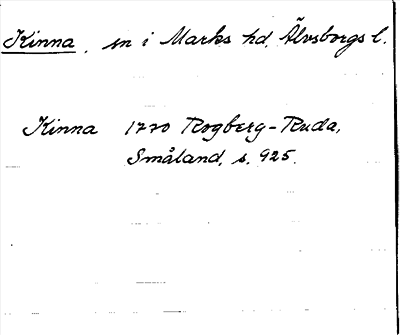 Kinna, sn i Marks hd, Älvsborgs l.
Kinna 1770 Rogberg-Ruda,
Småland, s. 925.